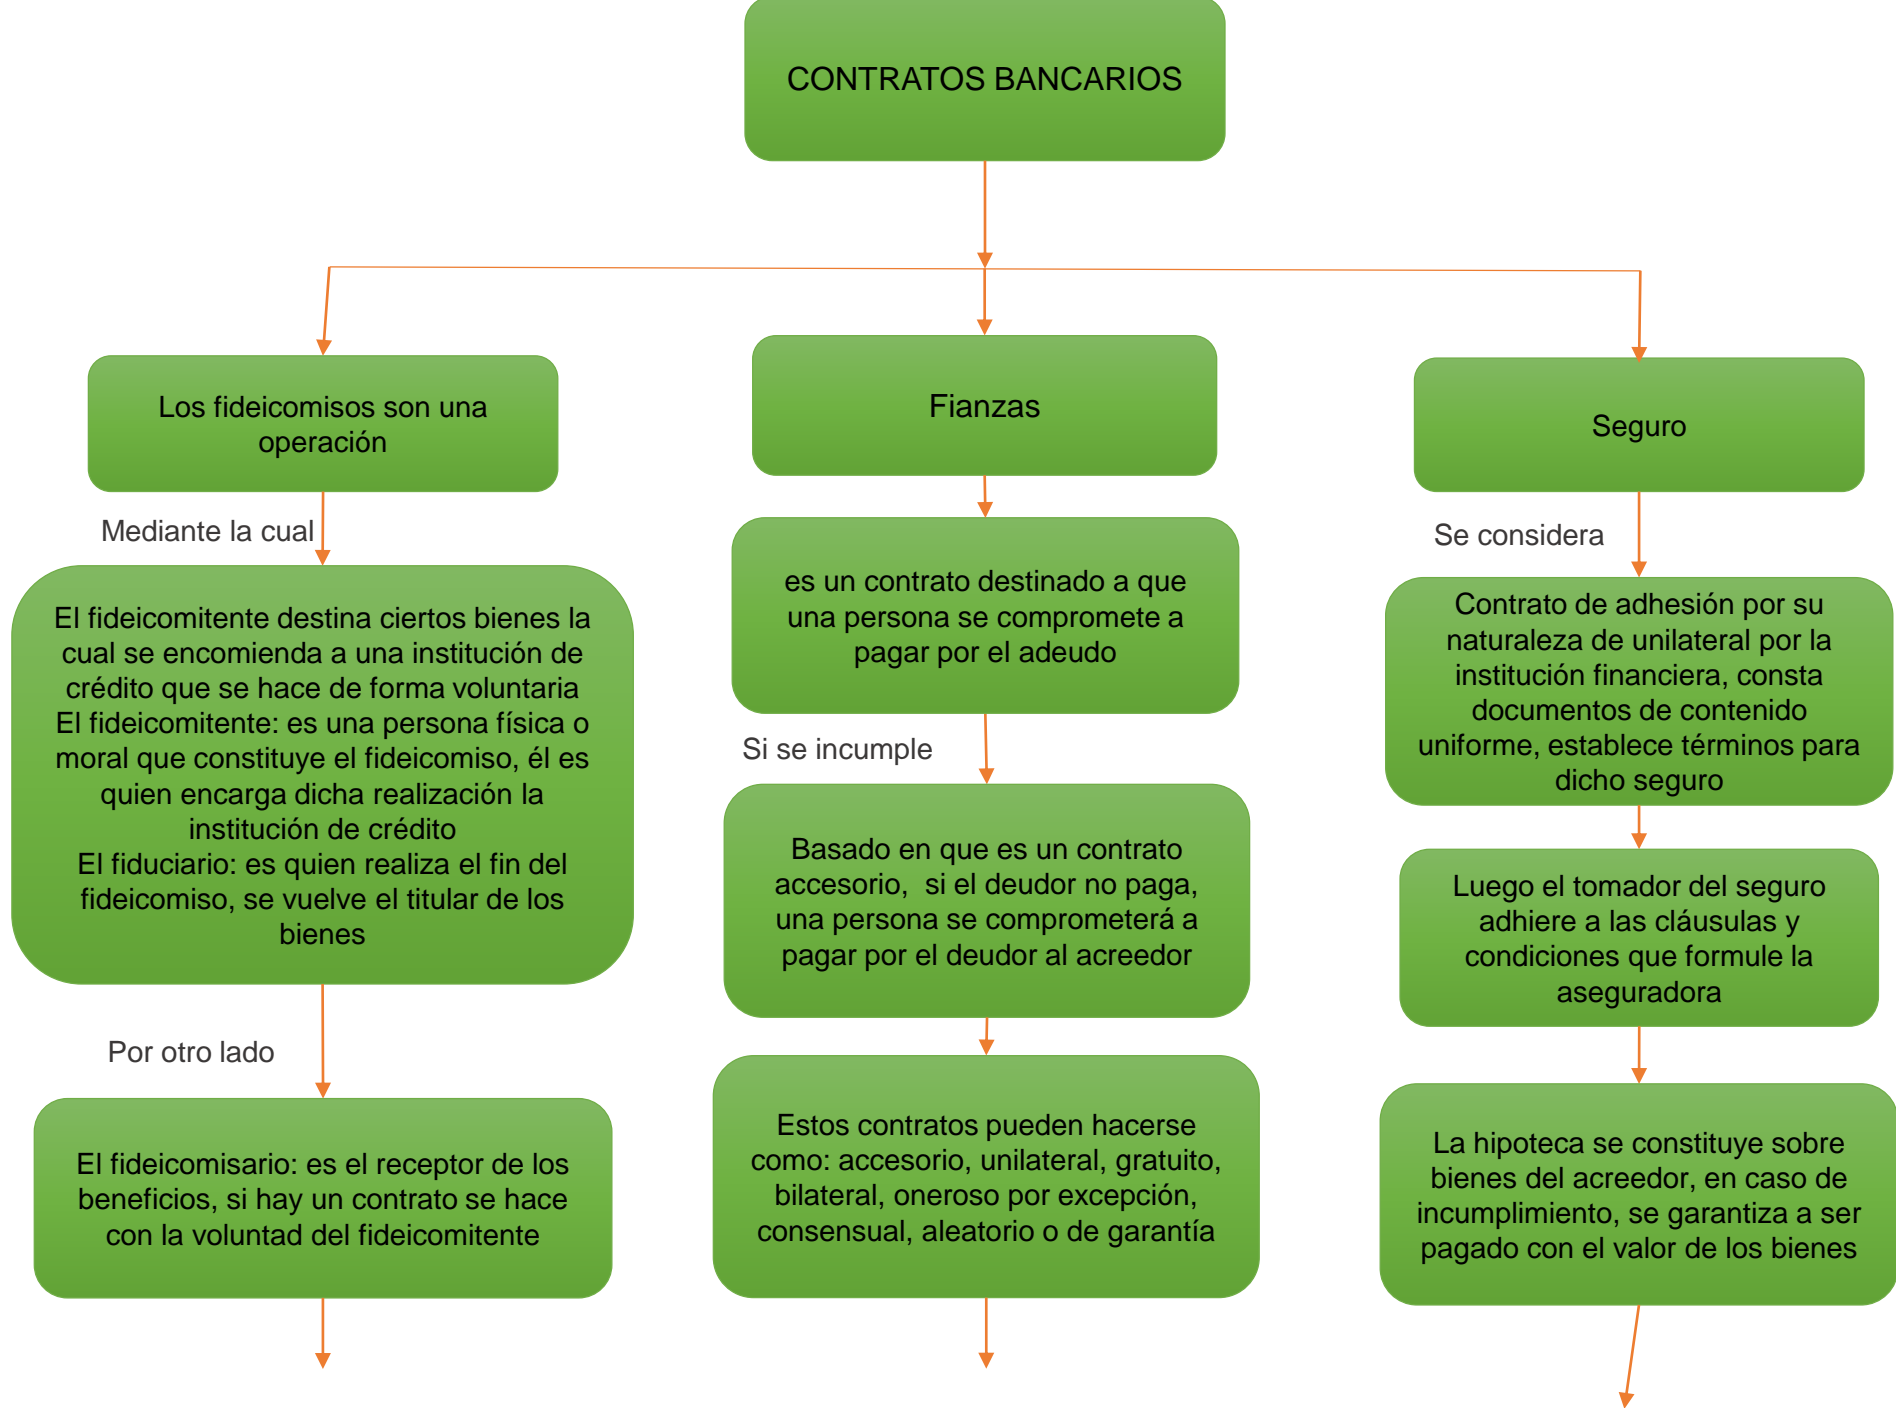 CONTRATOS BANCARIOS
Los fideicomisos son una
operación
Mediante la cual
El fideicomitente destina ciertos bienes la
cual se encomienda a una institución de
crédito que se hace de forma voluntaria
El fideicomitente: es una persona física o
moral que constituye el fideicomiso, él es
quien encarga dicha realización la
institución de crédito
El fiduciario: es quien realiza el fin del
fideicomiso, se vuelve el titular de los
bienes
Por otro lado
El fideicomisario: es el receptor de los
beneficios, si hay un contrato se hace
con la voluntad del fideicomitente
Fianzas
es un contrato destinado a que
una persona se compromete a
pagar por el adeudo
Si se incumple
Basado en que es un contrato
accesorio,  si el deudor no paga,
una persona se comprometerá a
pagar por el deudor al acreedor
Estos contratos pueden hacerse
como: accesorio, unilateral, gratuito,
bilateral, oneroso por excepción,
consensual, aleatorio o de garantía
Seguro
Se considera
Contrato de adhesión por su
naturaleza de unilateral por la
institución financiera, consta
documentos de contenido
uniforme, establece términos para
dicho seguro
Luego el tomador del seguro
adhiere a las cláusulas y
condiciones que formule la
aseguradora
La hipoteca se constituye sobre
bienes del acreedor, en caso de
incumplimiento, se garantiza a ser
pagado con el valor de los bienes